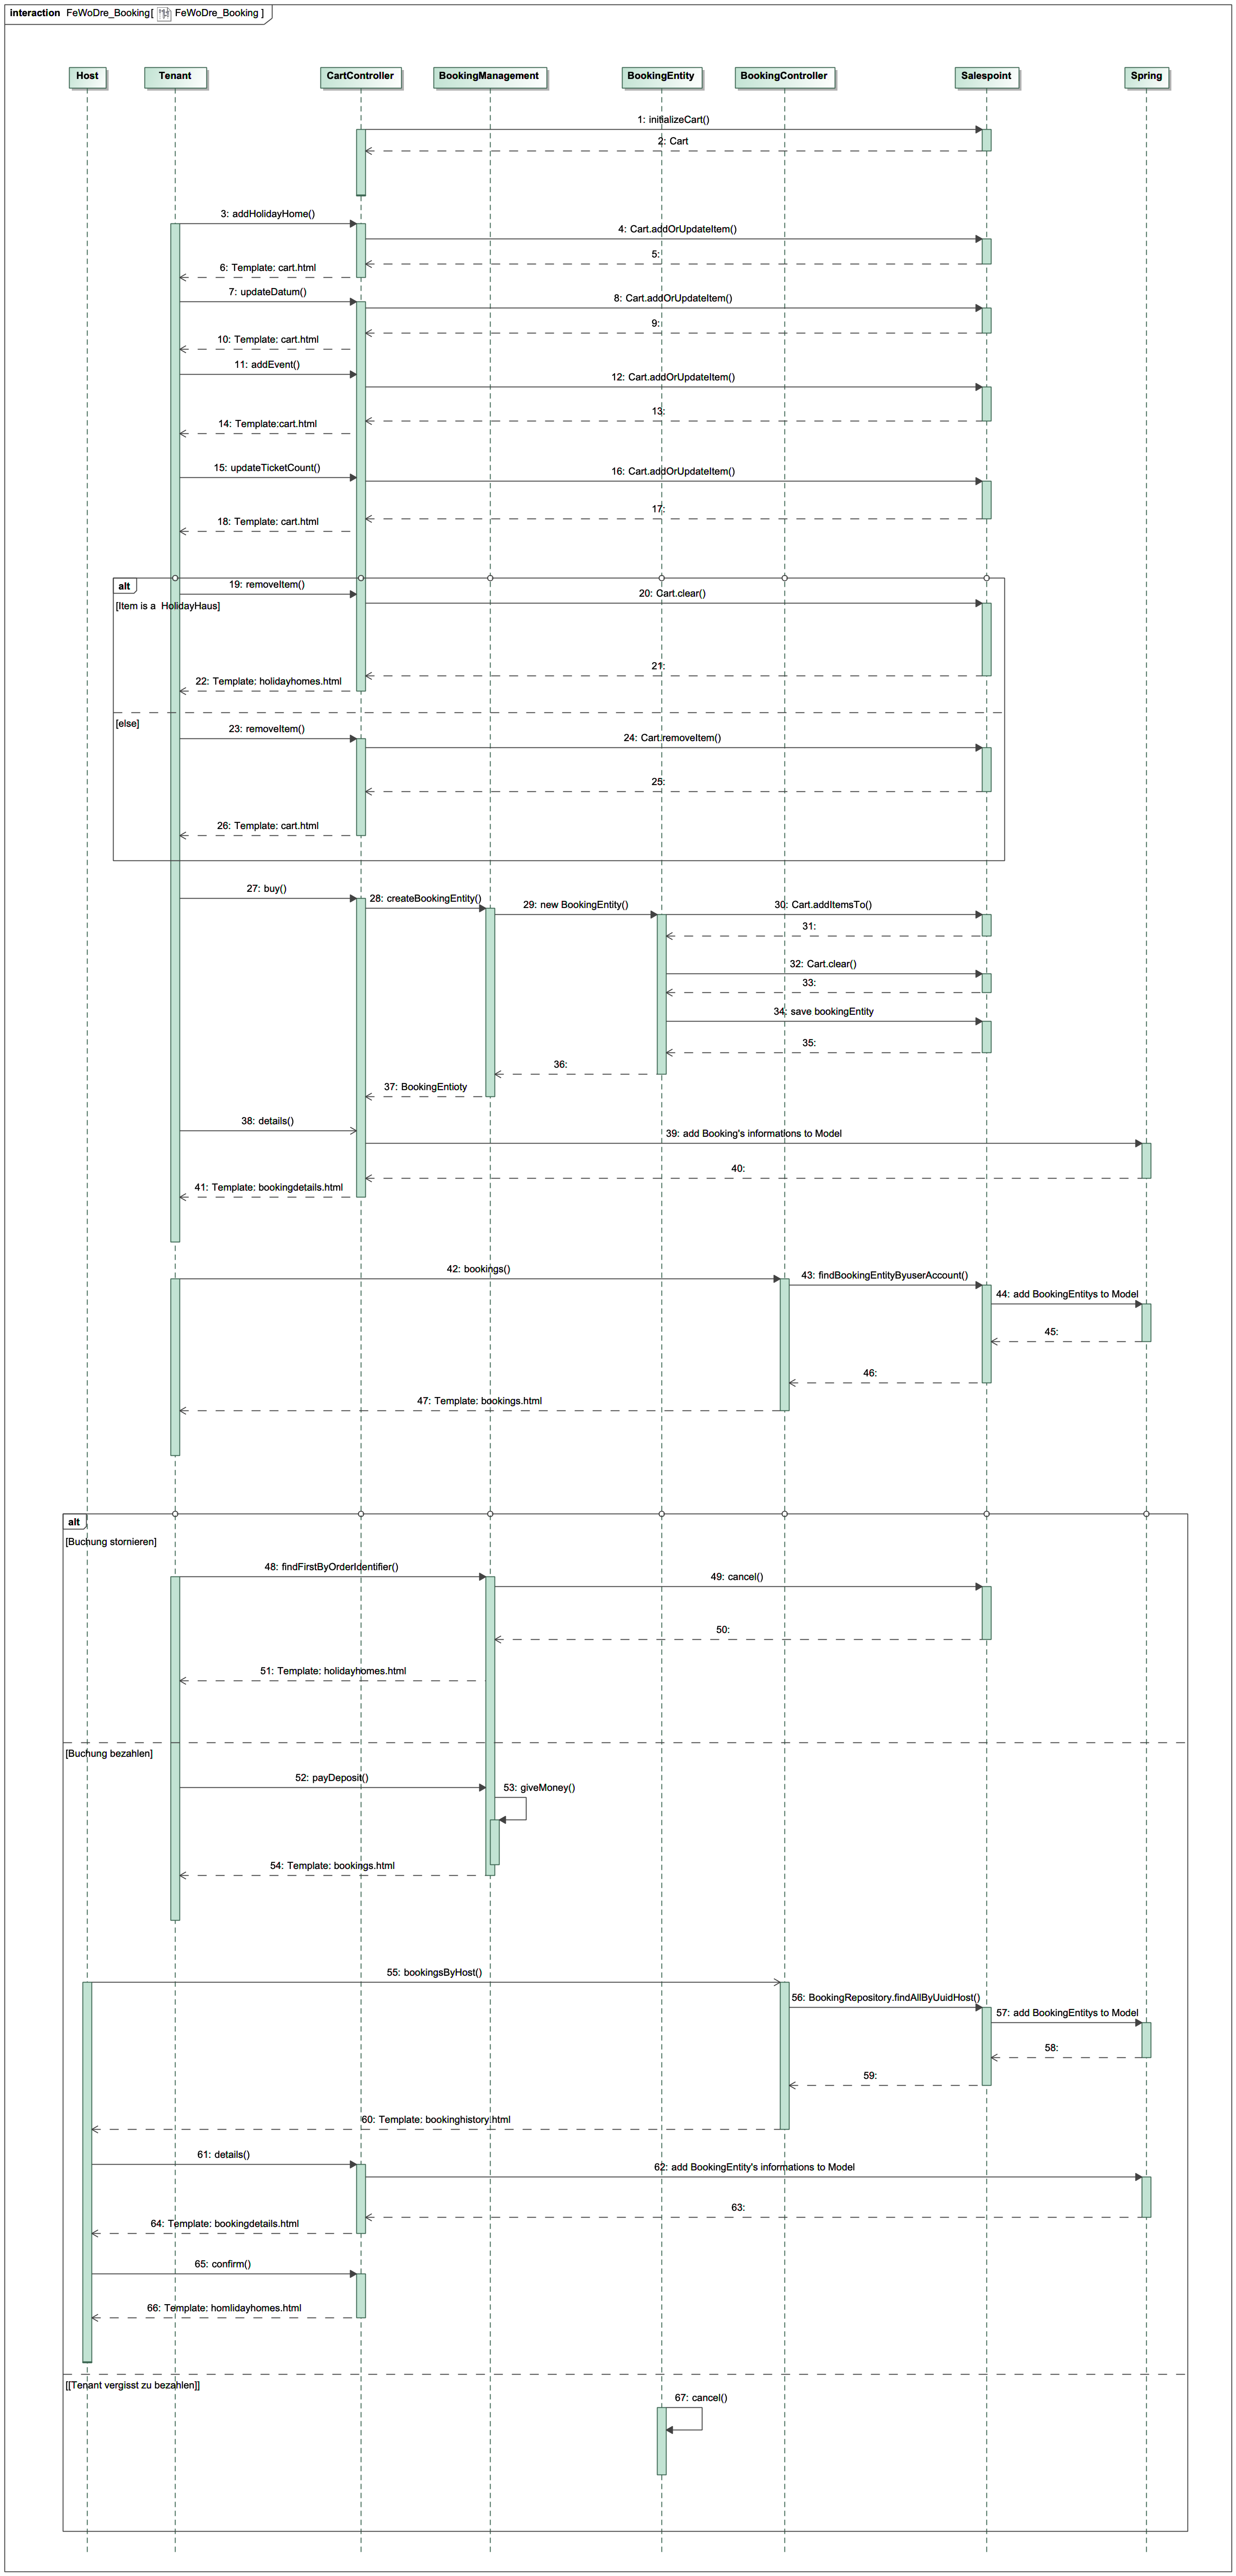 interaction FeWoDre_Booking[ FeWoDre_Booking ]
Host Tenant CartController BookingManagement BookingEntity BookingController Salespoint Spring
1: initializeCart()
2: Cart
3: addHolidayHome()
4: Cart.addOrUpdateItem()
5:
6: Template: cart.html
7: updateDatum()
8: Cart.addOrUpdateItem()
9:
10: Template: cart.html
11: addEvent()
12: Cart.addOrUpdateItem()
13:
14: Template:cart.html
15: updateTicketCount()
16: Cart.addOrUpdateItem()
17:
18: Template: cart.html
alt
19: removeItem()
[Item is a HolidayHaus]
20: Cart.clear()
21:
22: Template: holidayhomes.html
[else]
23: removeItem()
24: Cart.removeItem()
25:
26: Template: cart.html
27: buy()
28: createBookingEntity()
29: new BookingEntity()
30: Cart.addItemsTo()
31:
32: Cart.clear()
33:
34: save bookingEntity
35:
36:
37: BookingEntioty
38: details()
39: add Booking's informations to Model
40:
41: Template: bookingdetails.html
42: bookings()
43: findBookingEntityByuserAccount()
44: add BookingEntitys to Model
45:
46:
47: Template: bookings.html
alt
[Buchung stornieren]
48: findFirstByOrderIdentifier()
49: cancel()
50:
51: Template: holidayhomes.html
[Buchung bezahlen]
52: payDeposit()
53: giveMoney()
54: Template: bookings.html
55: bookingsByHost()
56: BookingRepository.findAllByUuidHost()
57: add BookingEntitys to Model
58:
59:
60: Template: bookinghistory.html
61: details()
62: add BookingEntity's informations to Model
63:
64: Template: bookingdetails.html
65: confirm()
66: Template: homlidayhomes.html
[[Tenant vergisst zu bezahlen]]
67: cancel()